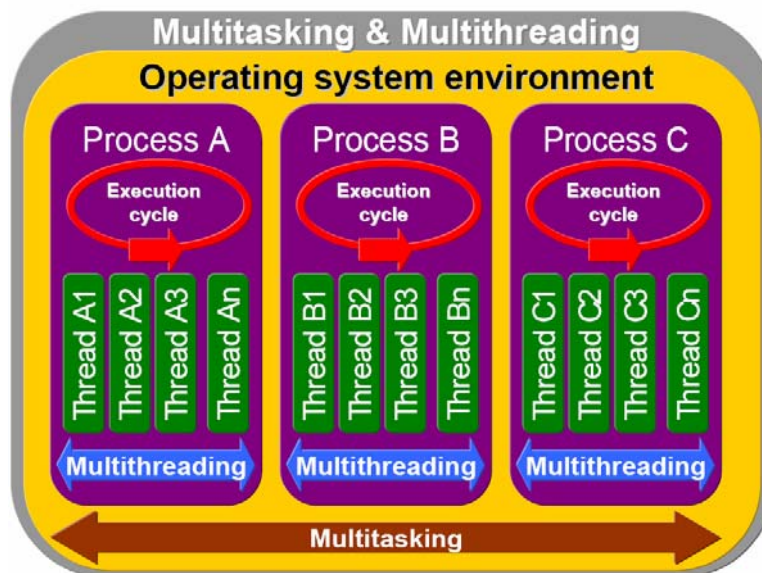 Multitasking & Multithreading
Operating system environment
Process A
Execution
cycle
Thread A1
Thread A2
Thread A3
Thread An
Multithreading
Process B
Execution
cycle
Thread B1
Thread B2
Thread B3
Thread Bn
Multithreading
Process C
Execution
cycle
Thread C1
Thread C2
Thread C3
Thread Cn
Multithreading
Multitasking